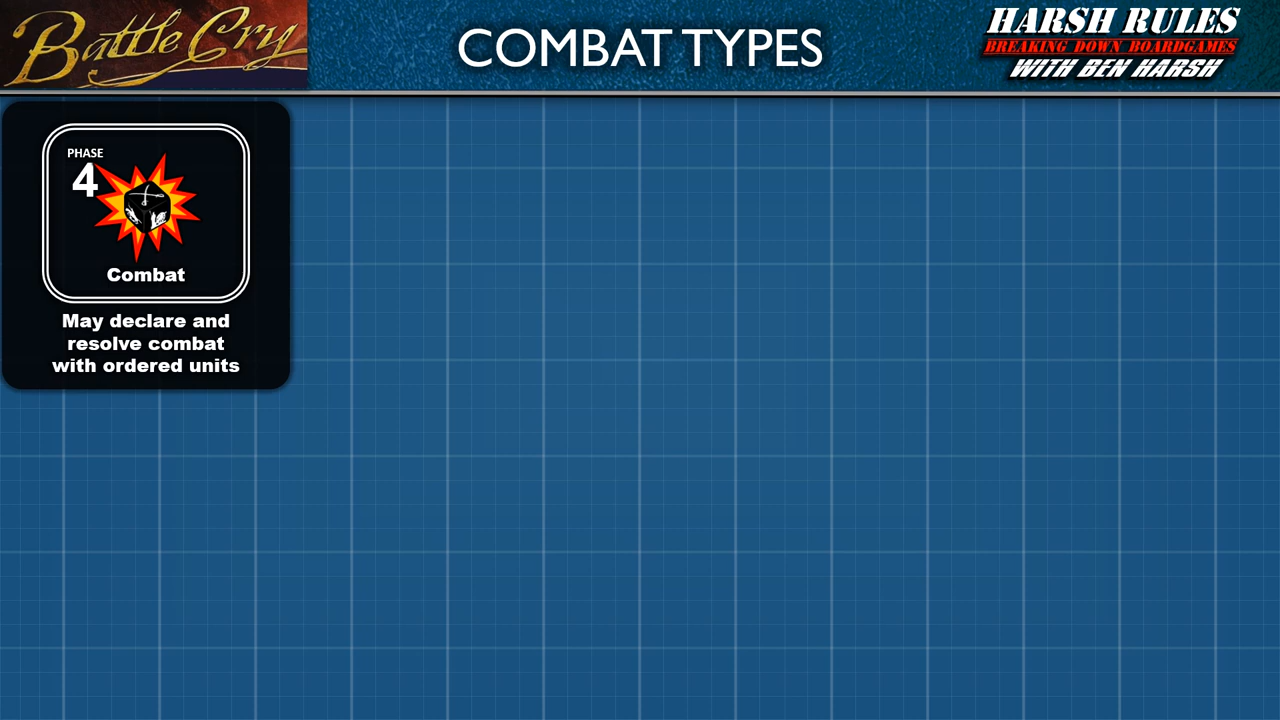 Battle Cry
COMBAT TYPES
HARSH RULES
BREAKING DOWN BOARDGAMES
WITH BEN HARSH
PHASE
4
Combat
May declare and
resolve combat
with ordered units